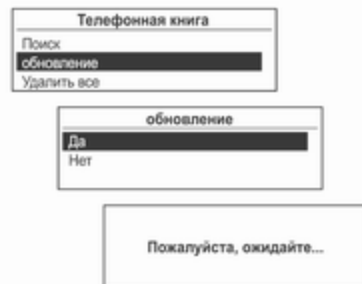 Телефонная книга
Поиск
обновление
Удалить все
обновление
Да
Нет
Пожалуйста, ожидайте...